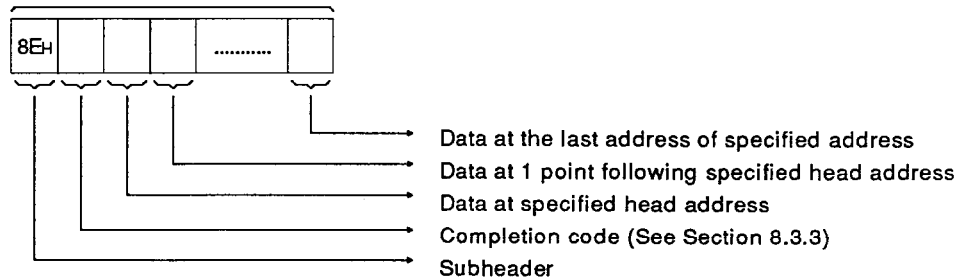 8EH ...........
Data at the last address of specified address
Data at 1 point following specified head address
Data at specified head address
Completion code (See Section 8.3.3)
Subheader